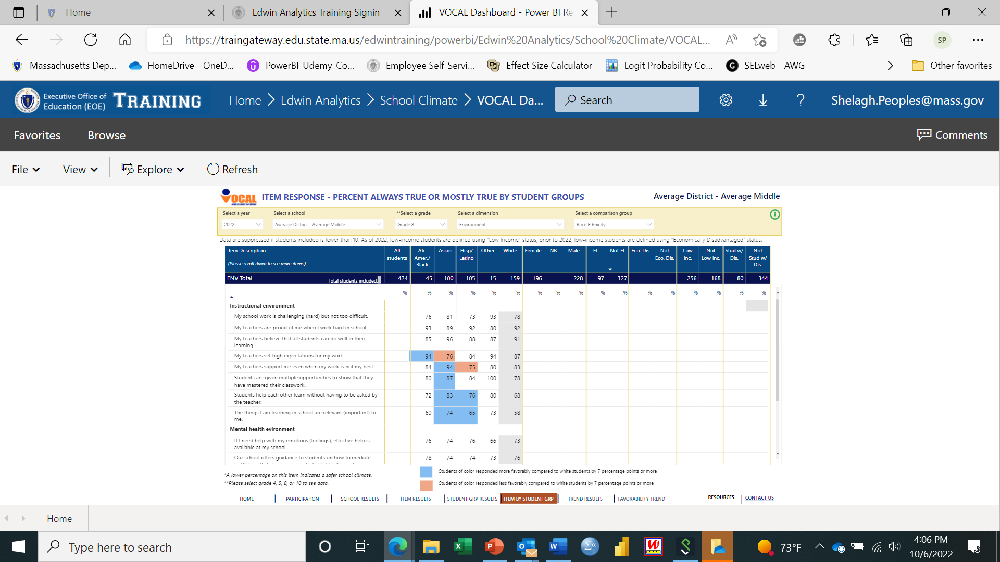 Home
Edwin Analytics Training Signin
VOCAL Dashboard - Power BI Re
https://traingateway.edu.state.ma.us/edwintraining/powerbi/Edwin%20Analytics/School%20Climate/VOCAL...
SP
Massachusetts Dep...
HomeDrive - OneD...
PowerBI_Udemy_Co...
Employee Self-Servi...
Effect Size Calculator
Logit Probability Co...
SELweb - AWG
Other favorites
Executive Office of
Education (EOE)
TRAINING
Home > Edwin Analytics > School Climate > VOCAL Da...
Search
Shelagh.Peoples@mass.gov
Favorites Browse
Comments
File View Explore Refresh
VOCAL
ITEM RESPONSE - PERCENT ALWAYS TRUE OR MOSTLY TRUE BY STUDENT GROUPS
Average District - Average Middle
Select a year Select a school **Select a grade Select a dimension Select a comparison group
2022 Average District - Average Middle Grade 8 Environment Race Ethnicity
Data are suppressed if students included is fewer than 10. As of 2022, low-income students are defined using "Low Income" status; prior to 2022, low-income students are defined using "Economically Disadvantaged" status.
Item Description
(Please scroll down to see more items.)
All students
Afr. Amer./ Black
Asian
Hisp/ Latino
Other
White
Female
NB
Male
EL
Not EL
Eco. Dis.
Not Eco. Dis.
Low Inc.
Not Low Inc.
Stud w/ Dis.
Not Stud w/ Dis.
ENV Total Total students included: 424 45 100 105 15 159 196 228 97 327 256 168 80 344
% % % % % % % % % % % % % % % % %
Instructional environment
My school work is challenging (hard) but not too difficult. 76 81 73 93 78
My teachers are proud of me when I work hard in school. 93 89 92 80 92
My teachers believe that all students can do well in their
learning. 85 96 88 87 91
My teachers set high expectations for my work. 94 76 84 94 87
My teachers support me even when my work is not my best. 84 94 75 80 83
Students are given multiple opportunities to show that they
have mastered their classwork. 80 87 84 100 78
Students help each other learn without having to be asked by
the teacher. 72 83 76 80 68
The things I am learning in school are relevant (important) to
me. 60 74 65 73 58
Mental health evironment
If I need help with my emotions (feelings), effective help is
available at my school. 76 74 76 66 73
Our school offers guidance to students on how to mediate 78 74 74 73 76
*A lower percentage on this item indicates a safer school climate.
**Please select grade 4, 5, 8, or 10 to see data.
Students of color responded more favorably compared to white students by 7 percentage points or more
Students of color responded less favorably compared to white students by 7 percentage points or more
HOME PARTICIPATION SCHOOL RESULTS ITEM RESULTS STUDENT GRP RESULTS ITEM BY STUDENT GRP TREND RESULTS FAVORABILITY TREND RESOURCES CONTACT US
Home
Type here to search
73°F
4:06 PM
10/6/2022